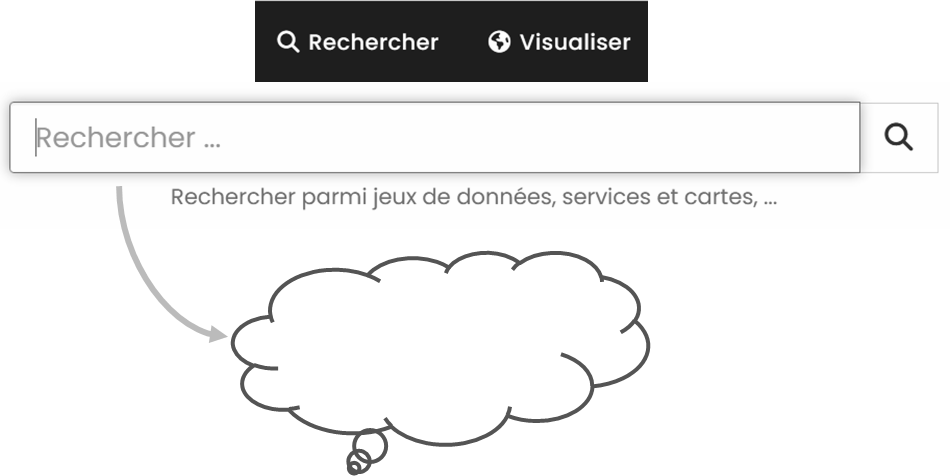 Rechercher Visualiser
Rechercher ...
Rechercher parmi jeux de données, services et cartes, ...